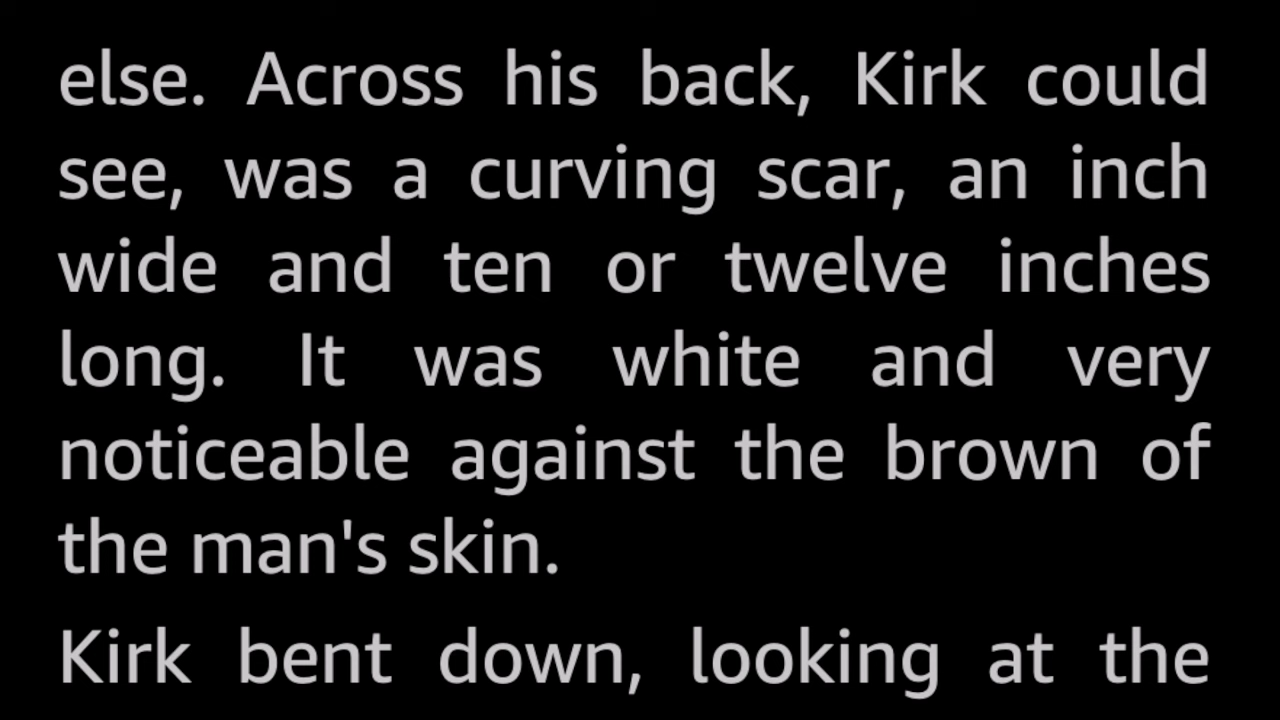 else. Across his back, Kirk could
see, was a curving scar, an inch
wide and ten or twelve inches
long. It was white and very
noticeable against the brown of
the man's skin.
Kirk bent down, looking at the